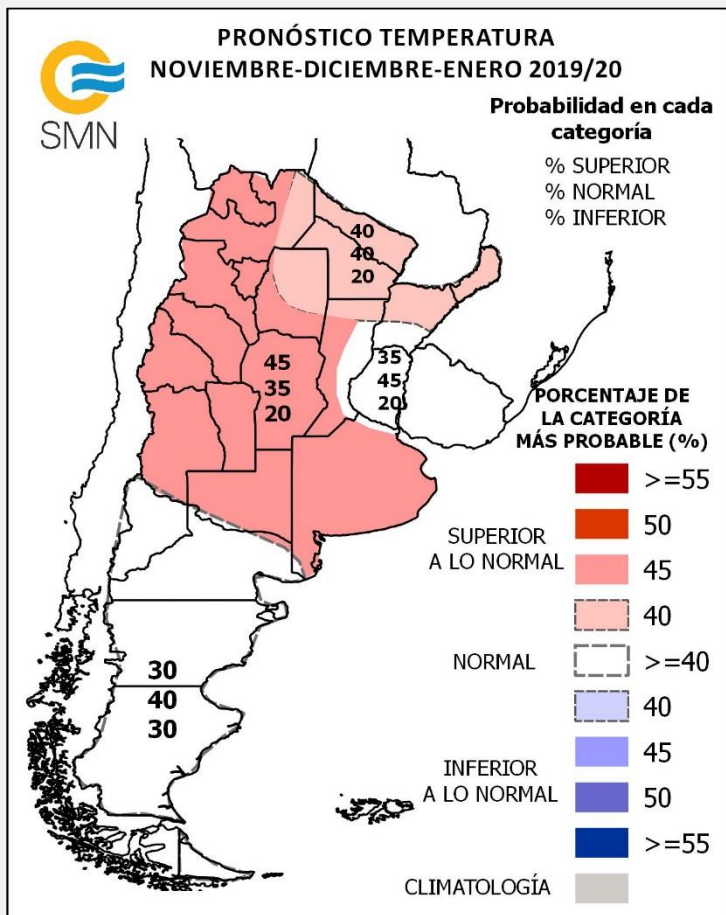 PRONÓSTICO TEMPERATURA
NOVIEMBRE-DICIEMBRE-ENERO 2019/20
SMN
Probabilidad en cada
categoría
% SUPERIOR
% NORMAL
% INFERIOR
40
40
20
45
35
20
35
45
20
30
40
30
PORCENTAJE DE
LA CATEGORÍA
MÁS PROBABLE (%)
>=55
50
SUPERIOR
A LO NORMAL
45
40
NORMAL
>=40
40
45
INFERIOR
A LO NORMAL
50
>=55
CLIMATOLOGÍA